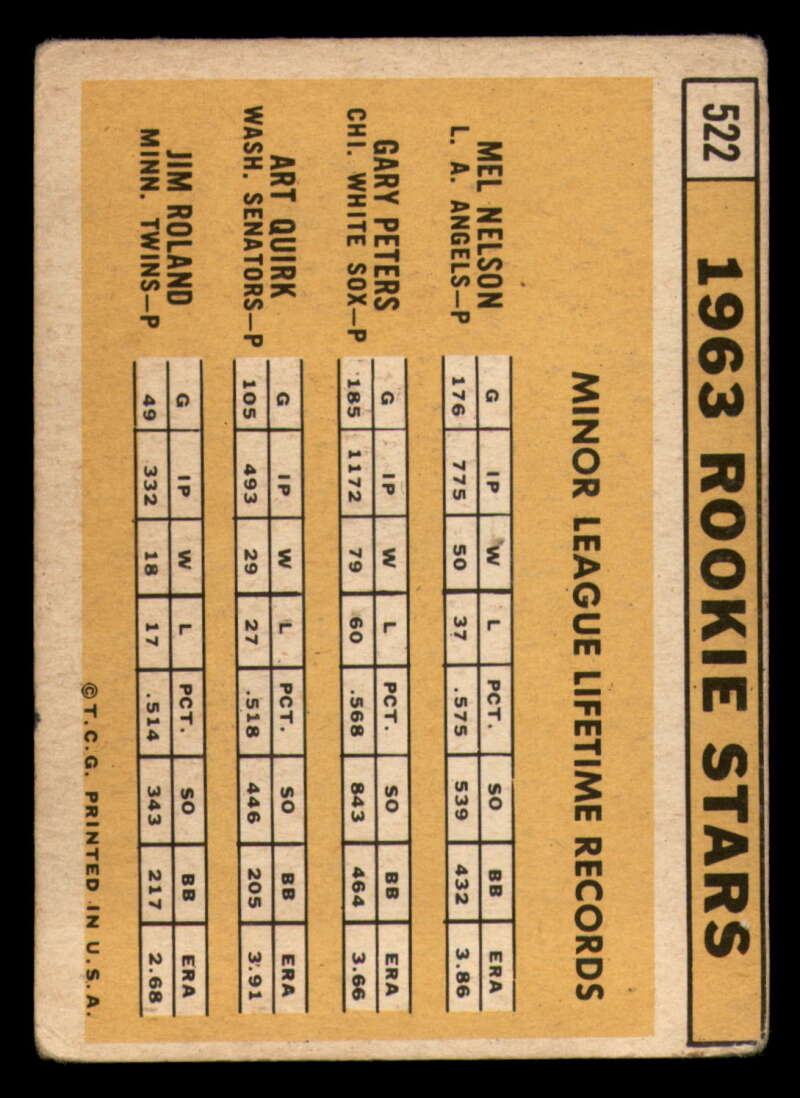 522 1963 ROOKIE STARS
MINOR LEAGUE LIFETIME RECORDS
MEL NELSON
L. A. ANGELS—P
G IP W L PCT. SO BB ERA
176 775 50 37 .575 539 432 3.86
GARY PETERS
CHI. WHITE SOX—P
G IP W L PCT. SO BB ERA
185 1172 79 60 .568 843 464 3.66
ART QUIRK
WASH. SENATORS—P
G IP W L PCT. SO BB ERA
105 493 29 27 .518 446 205 3.91
JIM ROLAND
MINN. TWINS—P
G IP W L PCT. SO BB ERA
49 332 18 17 .514 343 217 2.68
©T.C.G. PRINTED IN U.S.A.